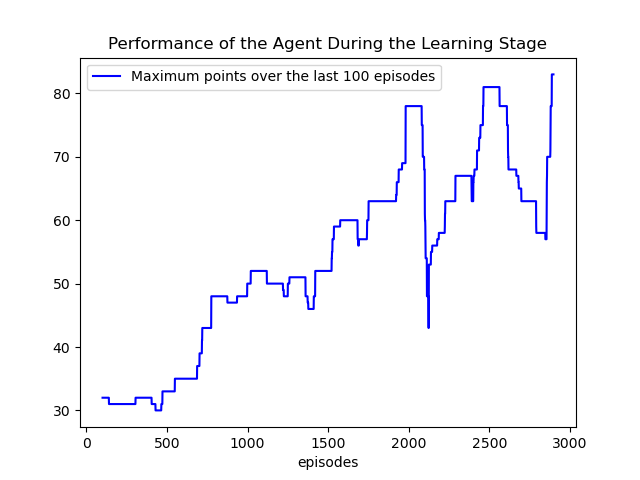 Performance of the Agent During the Learning Stage
Maximum points over the last 100 episodes
80
70
60
50
40
30
0 500 1000 1500 2000 2500 3000
episodes